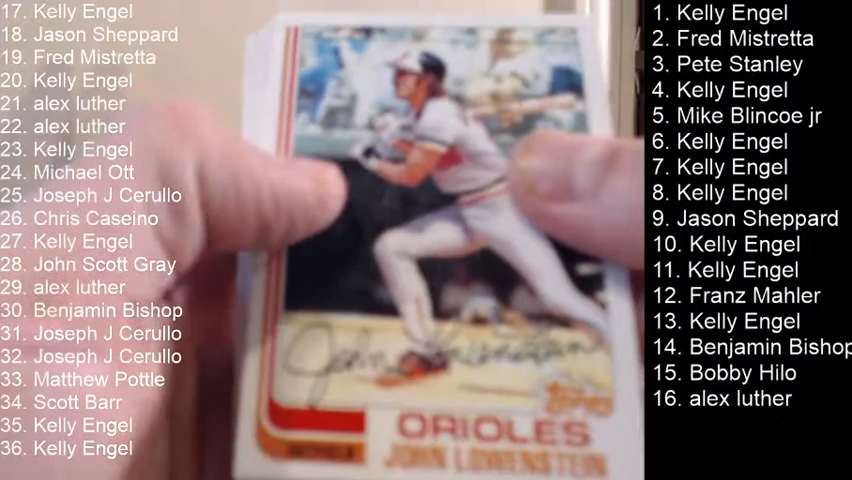 17. Kelly Engel
18. Jason Sheppard
19. Fred Mistretta
20. Kelly Engel
21. alex luther
22. alex luther
23. Kelly Engel
24. Michael Ott
25. Joseph J Cerullo
26. Chris Caseino
27. Kelly Engel
28. John Scott Gray
29. alex luther
30. Benjamin Bishop
31. Joseph J Cerullo
32. Joseph J Cerullo
33. Matthew Pottle
34. Scott Barr
35. Kelly Engel
36. Kelly Engel
John Lowenstein
Topps
ORIOLES
JOHN LOWENSTEIN
1. Kelly Engel
2. Fred Mistretta
3. Pete Stanley
4. Kelly Engel
5. Mike Blincoe jr
6. Kelly Engel
7. Kelly Engel
8. Kelly Engel
9. Jason Sheppard
10. Kelly Engel
11. Kelly Engel
12. Franz Mahler
13. Kelly Engel
14. Benjamin Bishop
15. Bobby Hilo
16. alex luther